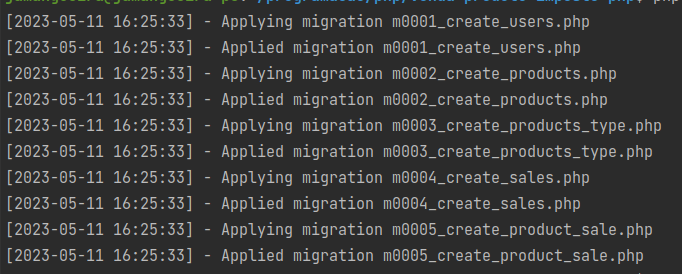 [2023-05-11 16:25:33] - Applying migration m0001_create_users.php
[2023-05-11 16:25:33] - Applied migration m0001_create_users.php
[2023-05-11 16:25:33] - Applying migration m0002_create_products.php
[2023-05-11 16:25:33] - Applied migration m0002_create_products.php
[2023-05-11 16:25:33] - Applying migration m0003_create_products_type.php
[2023-05-11 16:25:33] - Applied migration m0003_create_products_type.php
[2023-05-11 16:25:33] - Applying migration m0004_create_sales.php
[2023-05-11 16:25:33] - Applied migration m0004_create_sales.php
[2023-05-11 16:25:33] - Applying migration m0005_create_product_sale.php
[2023-05-11 16:25:33] - Applied migration m0005_create_product_sale.php